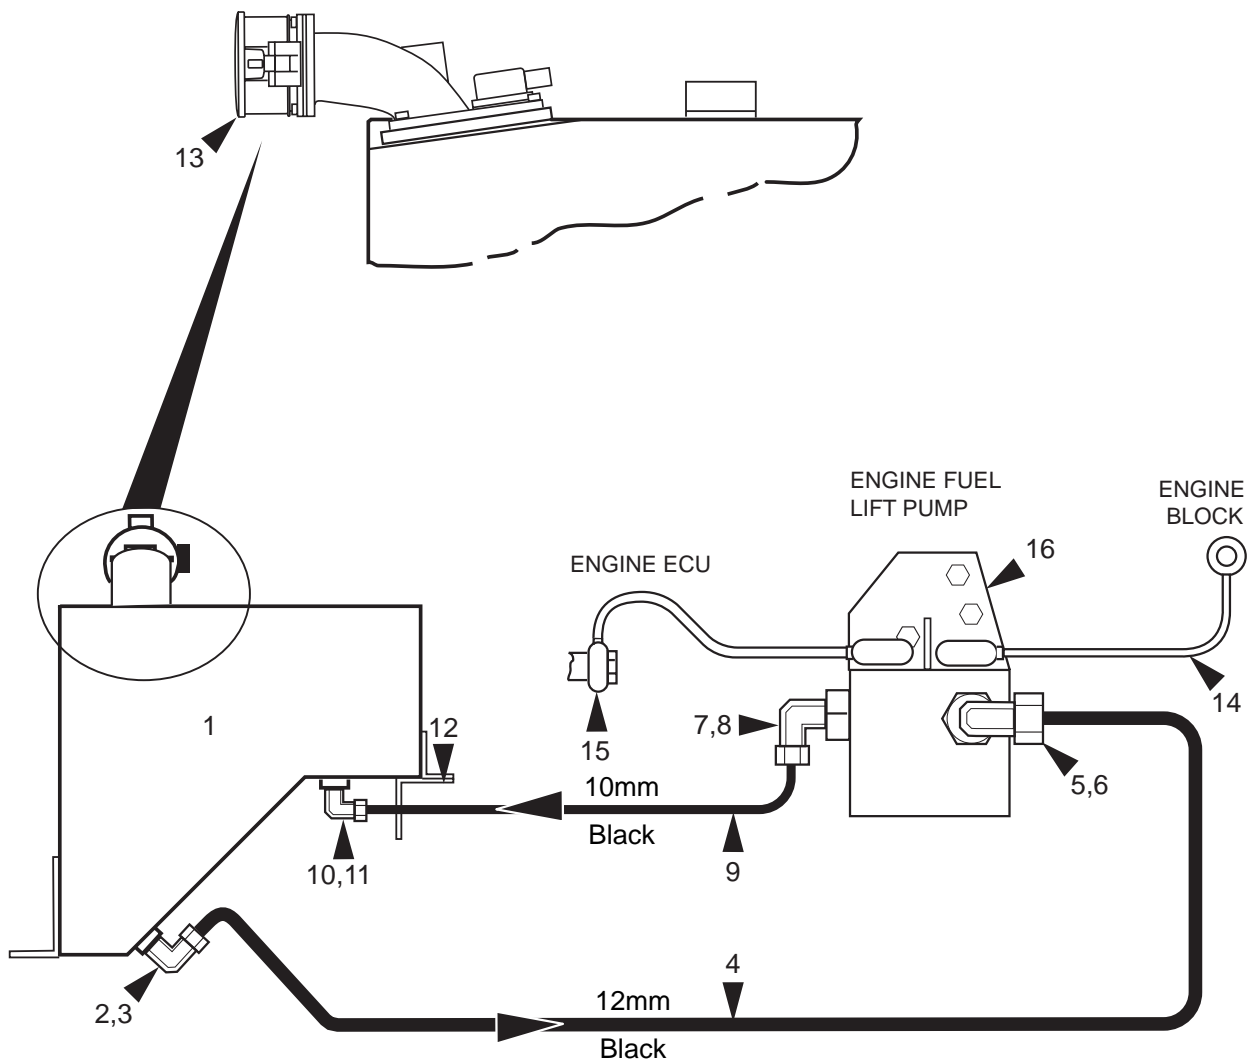 13
ENGINE FUEL
LIFT PUMP
ENGINE
BLOCK
16
ENGINE ECU
1
12
7,8
14
15
5,6
10mm
Black
10,11
9
4
2,3
12mm
Black